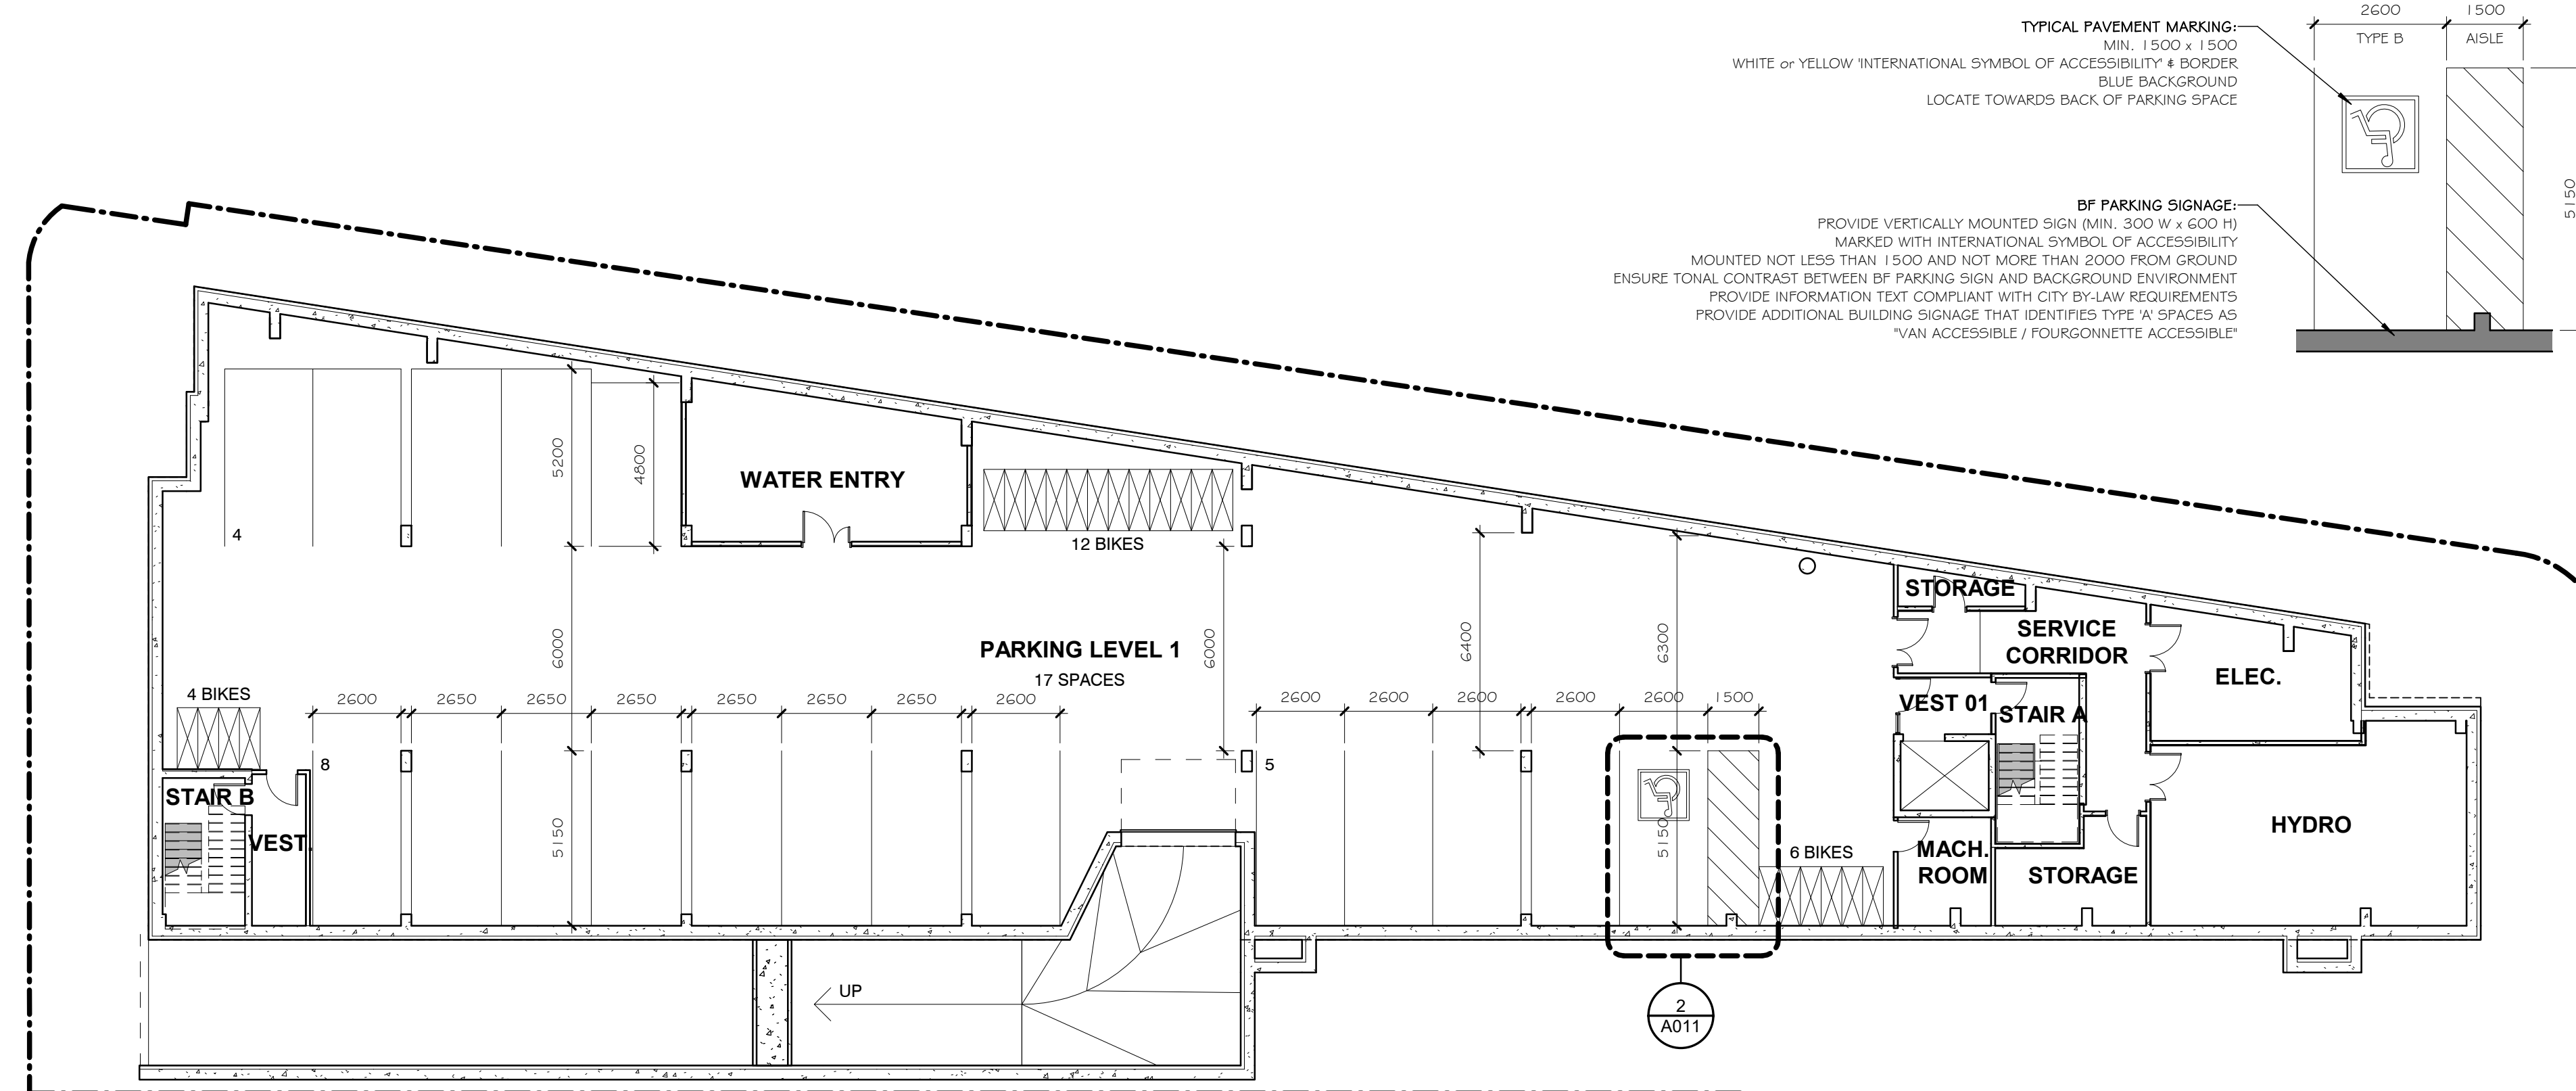 2600
1500
TYPE B
AISLE
5150
TYPICAL PAVEMENT MARKING:
MIN. 1500 x 1500
WHITE or YELLOW 'INTERNATIONAL SYMBOL OF ACCESSIBILITY' & BORDER
BLUE BACKGROUND
LOCATE TOWARDS BACK OF PARKING SPACE
BF PARKING SIGNAGE:
PROVIDE VERTICALLY MOUNTED SIGN (MIN. 300 W x 600 H)
MARKED WITH INTERNATIONAL SYMBOL OF ACCESSIBILITY
MOUNTED NOT LESS THAN 1500 AND NOT MORE THAN 2000 FROM GROUND
ENSURE TONAL CONTRAST BETWEEN BF PARKING SIGN AND BACKGROUND ENVIRONMENT
PROVIDE INFORMATION TEXT COMPLIANT WITH CITY BY-LAW REQUIREMENTS
PROVIDE ADDITIONAL BUILDING SIGNAGE THAT IDENTIFIES TYPE 'A' SPACES AS
"VAN ACCESSIBLE / FOURGONNETTE ACCESSIBLE"
5200
4800
WATER ENTRY
4
12 BIKES
6000
PARKING LEVEL 1
17 SPACES
6000
6400
6300
STORAGE
SERVICE
CORRIDOR
ELEC.
VEST 01
STAIR A
4 BIKES
2600
2650
2650
2650
2650
2650
2650
2600
2600
2600
2600
2600
2600
1500
8
5
STAIR B
VEST.
5150
5150
6 BIKES
MACH.
ROOM
STORAGE
HYDRO
UP
2
A011